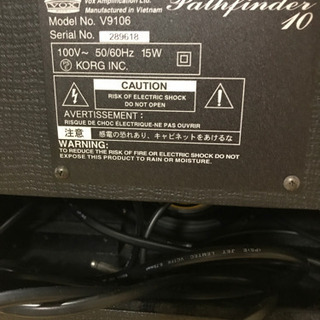 VOX
Vox Amplification Ltd.
Manufactured in Vietnam
Pathfinder
10
Model No. V9106
Serial No. 289618
100V~ 50/60Hz 15W
Ⓟ KORG INC.
CAUTION
RISK OF ELECTRIC SHOCK
DO NOT OPEN
AVERTISSEMENT :
RISQUE DE CHOC ÉLECTRIQUE-NE PAS OUVRIR
注意 感電の恐れあり、キャビネットをあけるな
WARNING:
TO REDUCE THE RISK OF FIRE OR ELECTRIC SHOCK DO NOT
EXPOSE THIS PRODUCT TO RAIN OR MOISTURE.